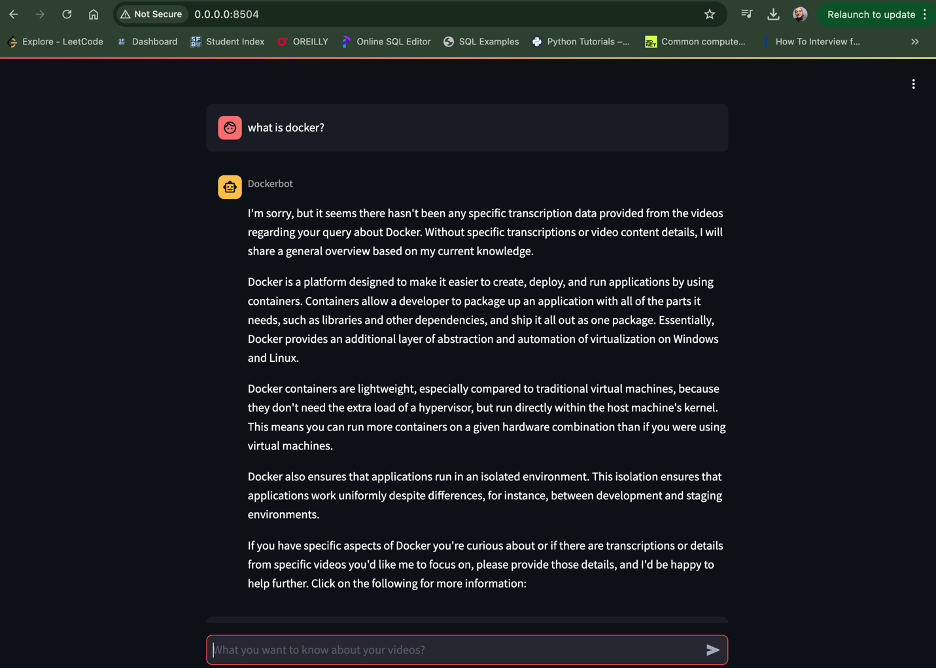 Not Secure
0.0.0.0:8504
Relaunch to update
Explore - LeetCode
Dashboard
Student Index
OREILLY
Online SQL Editor
SQL Examples
Python Tutorials –...
Common compute...
How To Interview f...
what is docker?
Dockerbot
I'm sorry, but it seems there hasn't been any specific transcription data provided from the videos
regarding your query about Docker. Without specific transcriptions or video content details, I will
share a general overview based on my current knowledge.
Docker is a platform designed to make it easier to create, deploy, and run applications by using
containers. Containers allow a developer to package up an application with all of the parts it
needs, such as libraries and other dependencies, and ship it all out as one package. Essentially,
Docker provides an additional layer of abstraction and automation of virtualization on Windows
and Linux.
Docker containers are lightweight, especially compared to traditional virtual machines, because
they don't need the extra load of a hypervisor, but run directly within the host machine's kernel.
This means you can run more containers on a given hardware combination than if you were using
virtual machines.
Docker also ensures that applications run in an isolated environment. This isolation ensures that
applications work uniformly despite differences, for instance, between development and staging
environments.
If you have specific aspects of Docker you're curious about or if there are transcriptions or details
from specific videos you'd like me to focus on, please provide those details, and I'd be happy to
help further. Click on the following for more information:
What you want to know about your videos?